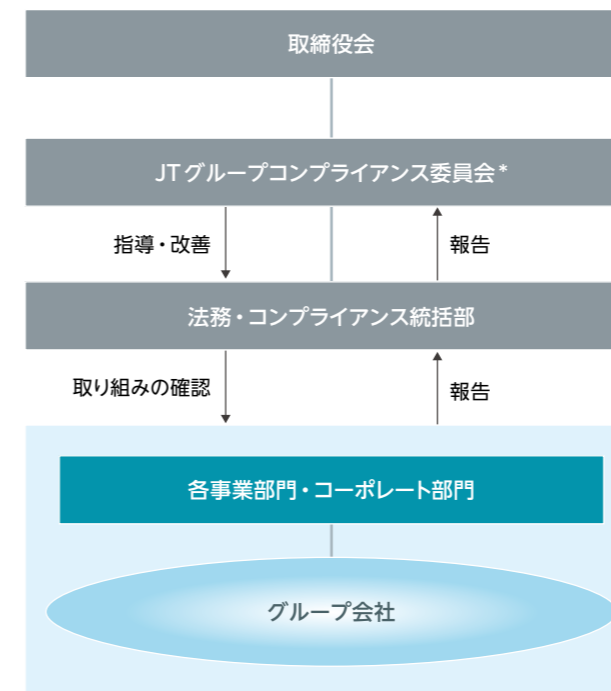 取締役会
JTグループコンプライアンス委員会*
指導・改善
報告
法務・コンプライアンス統括部
取り組みの確認
報告
各事業部門・コーポレート部門
グループ会社